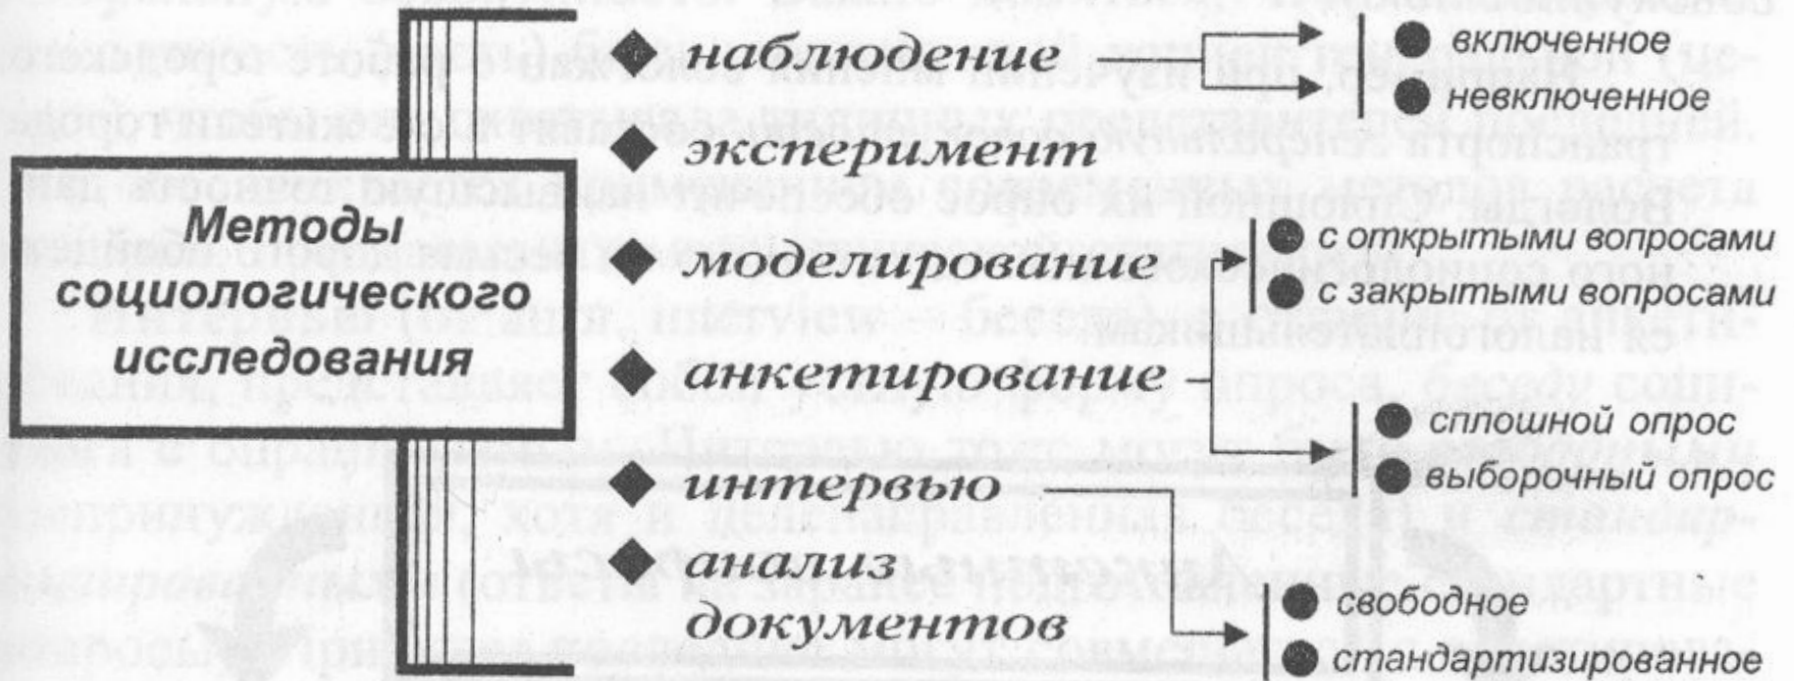 Методы
социологического
исследования
наблюдение
включенное
невключенное
эксперимент
моделирование
с открытыми вопросами
с закрытыми вопросами
анкетирование
сплошной опрос
выборочный опрос
интервью
анализ
документов
свободное
стандартизированное